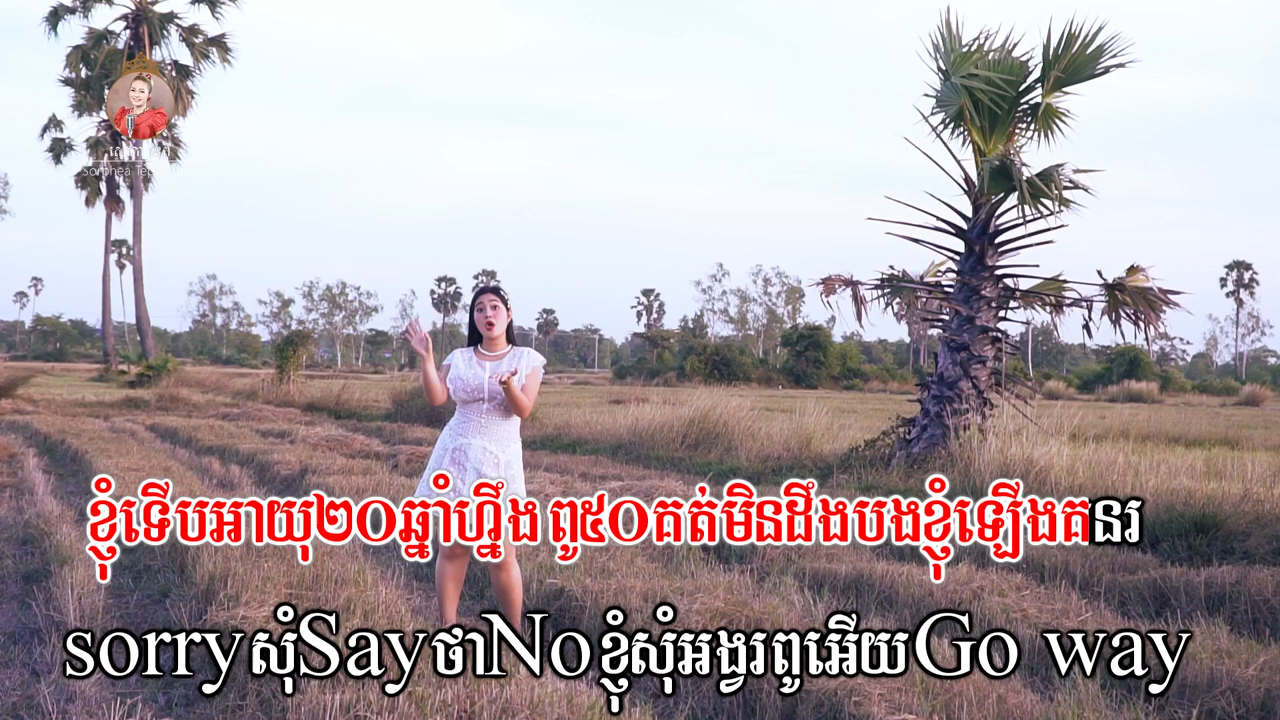 Sorphea
ខ្ញុំទើបអាយុ២០ឆ្នាំហ្នឹង ពូ៥០គត់មិនដឹងបងខ្ញុំឡើងគនរ
sorryសុំSayថាNoខ្ញុំសុំអង្វរពូអើយGo way